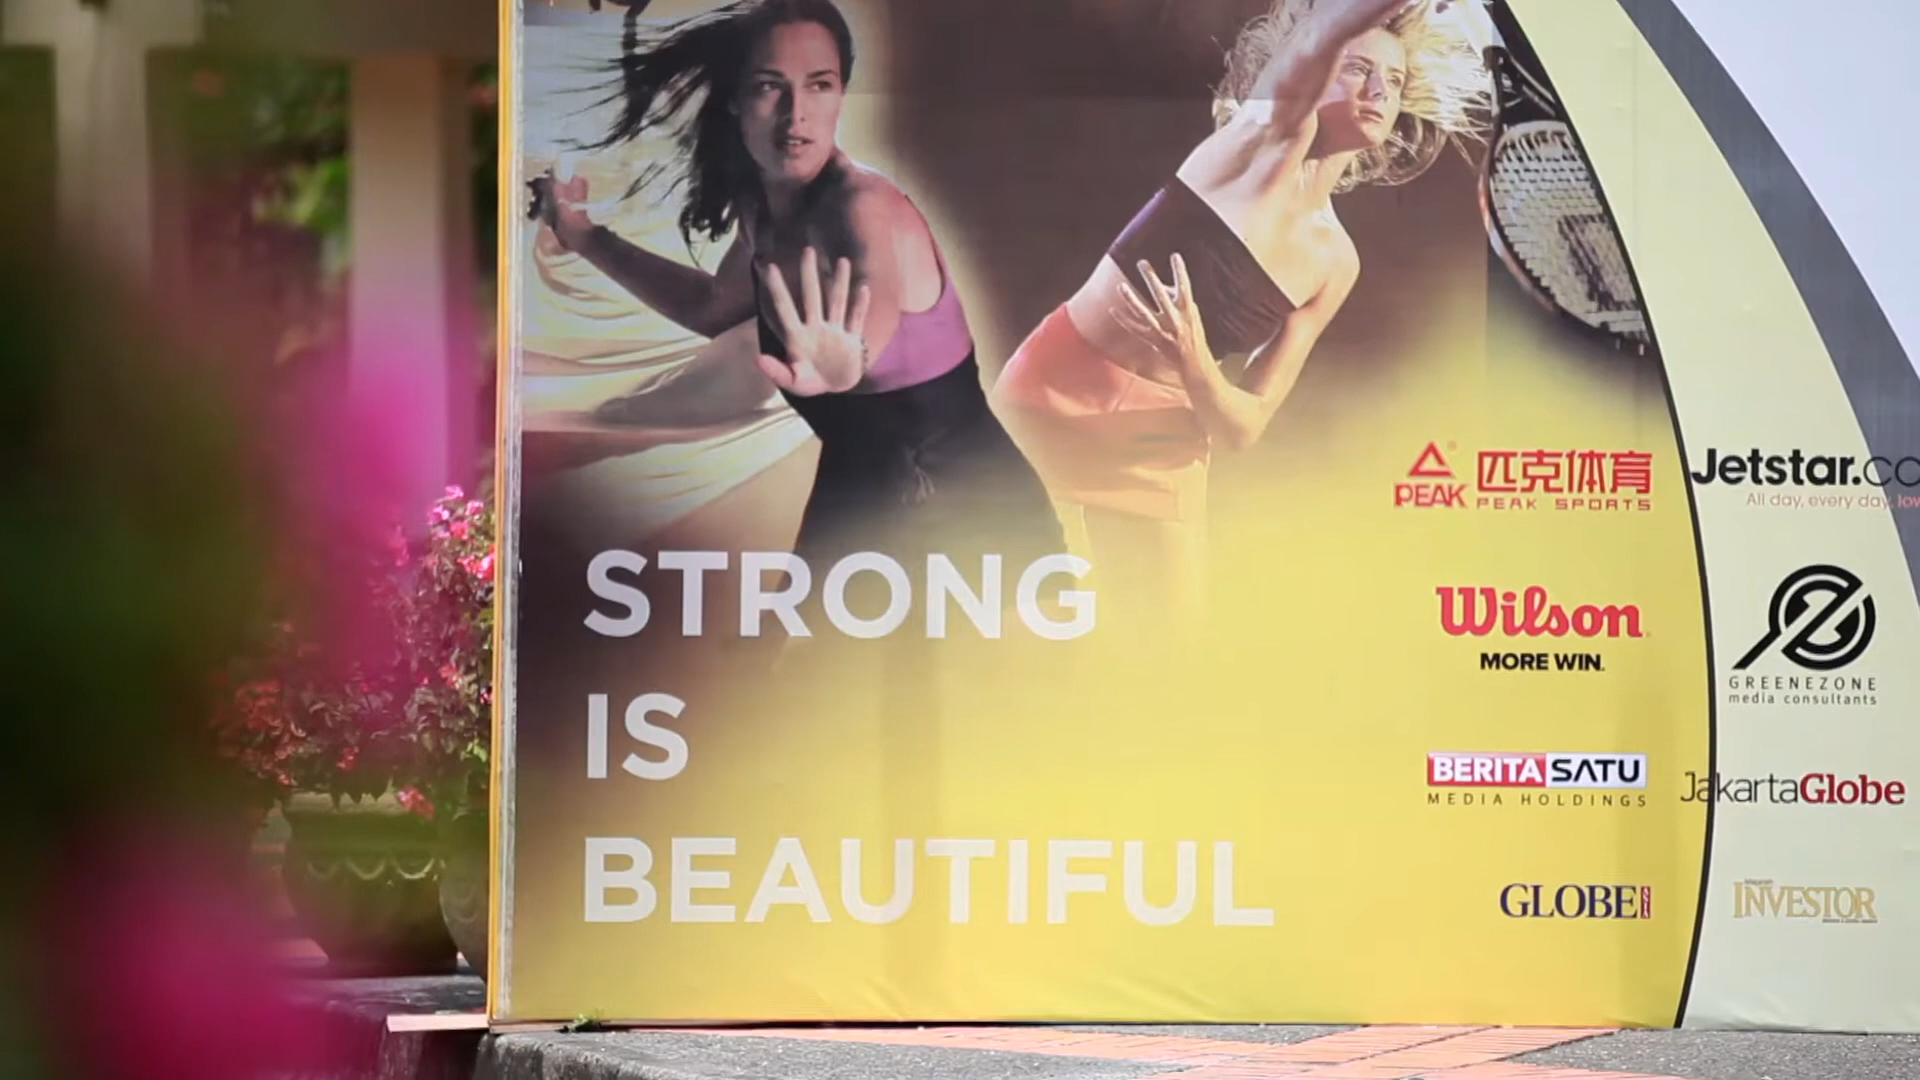 STRONG
IS
BEAUTIFUL
PEAK 匹克体育
PEAK SPORTS
Jetstar.co
All day, every day, low
Wilson
MORE WIN.
GREENEZONE
media consultants
BERITA SATU
MEDIA HOLDINGS
JakartaGlobe
GLOBE ASIA
INVESTOR